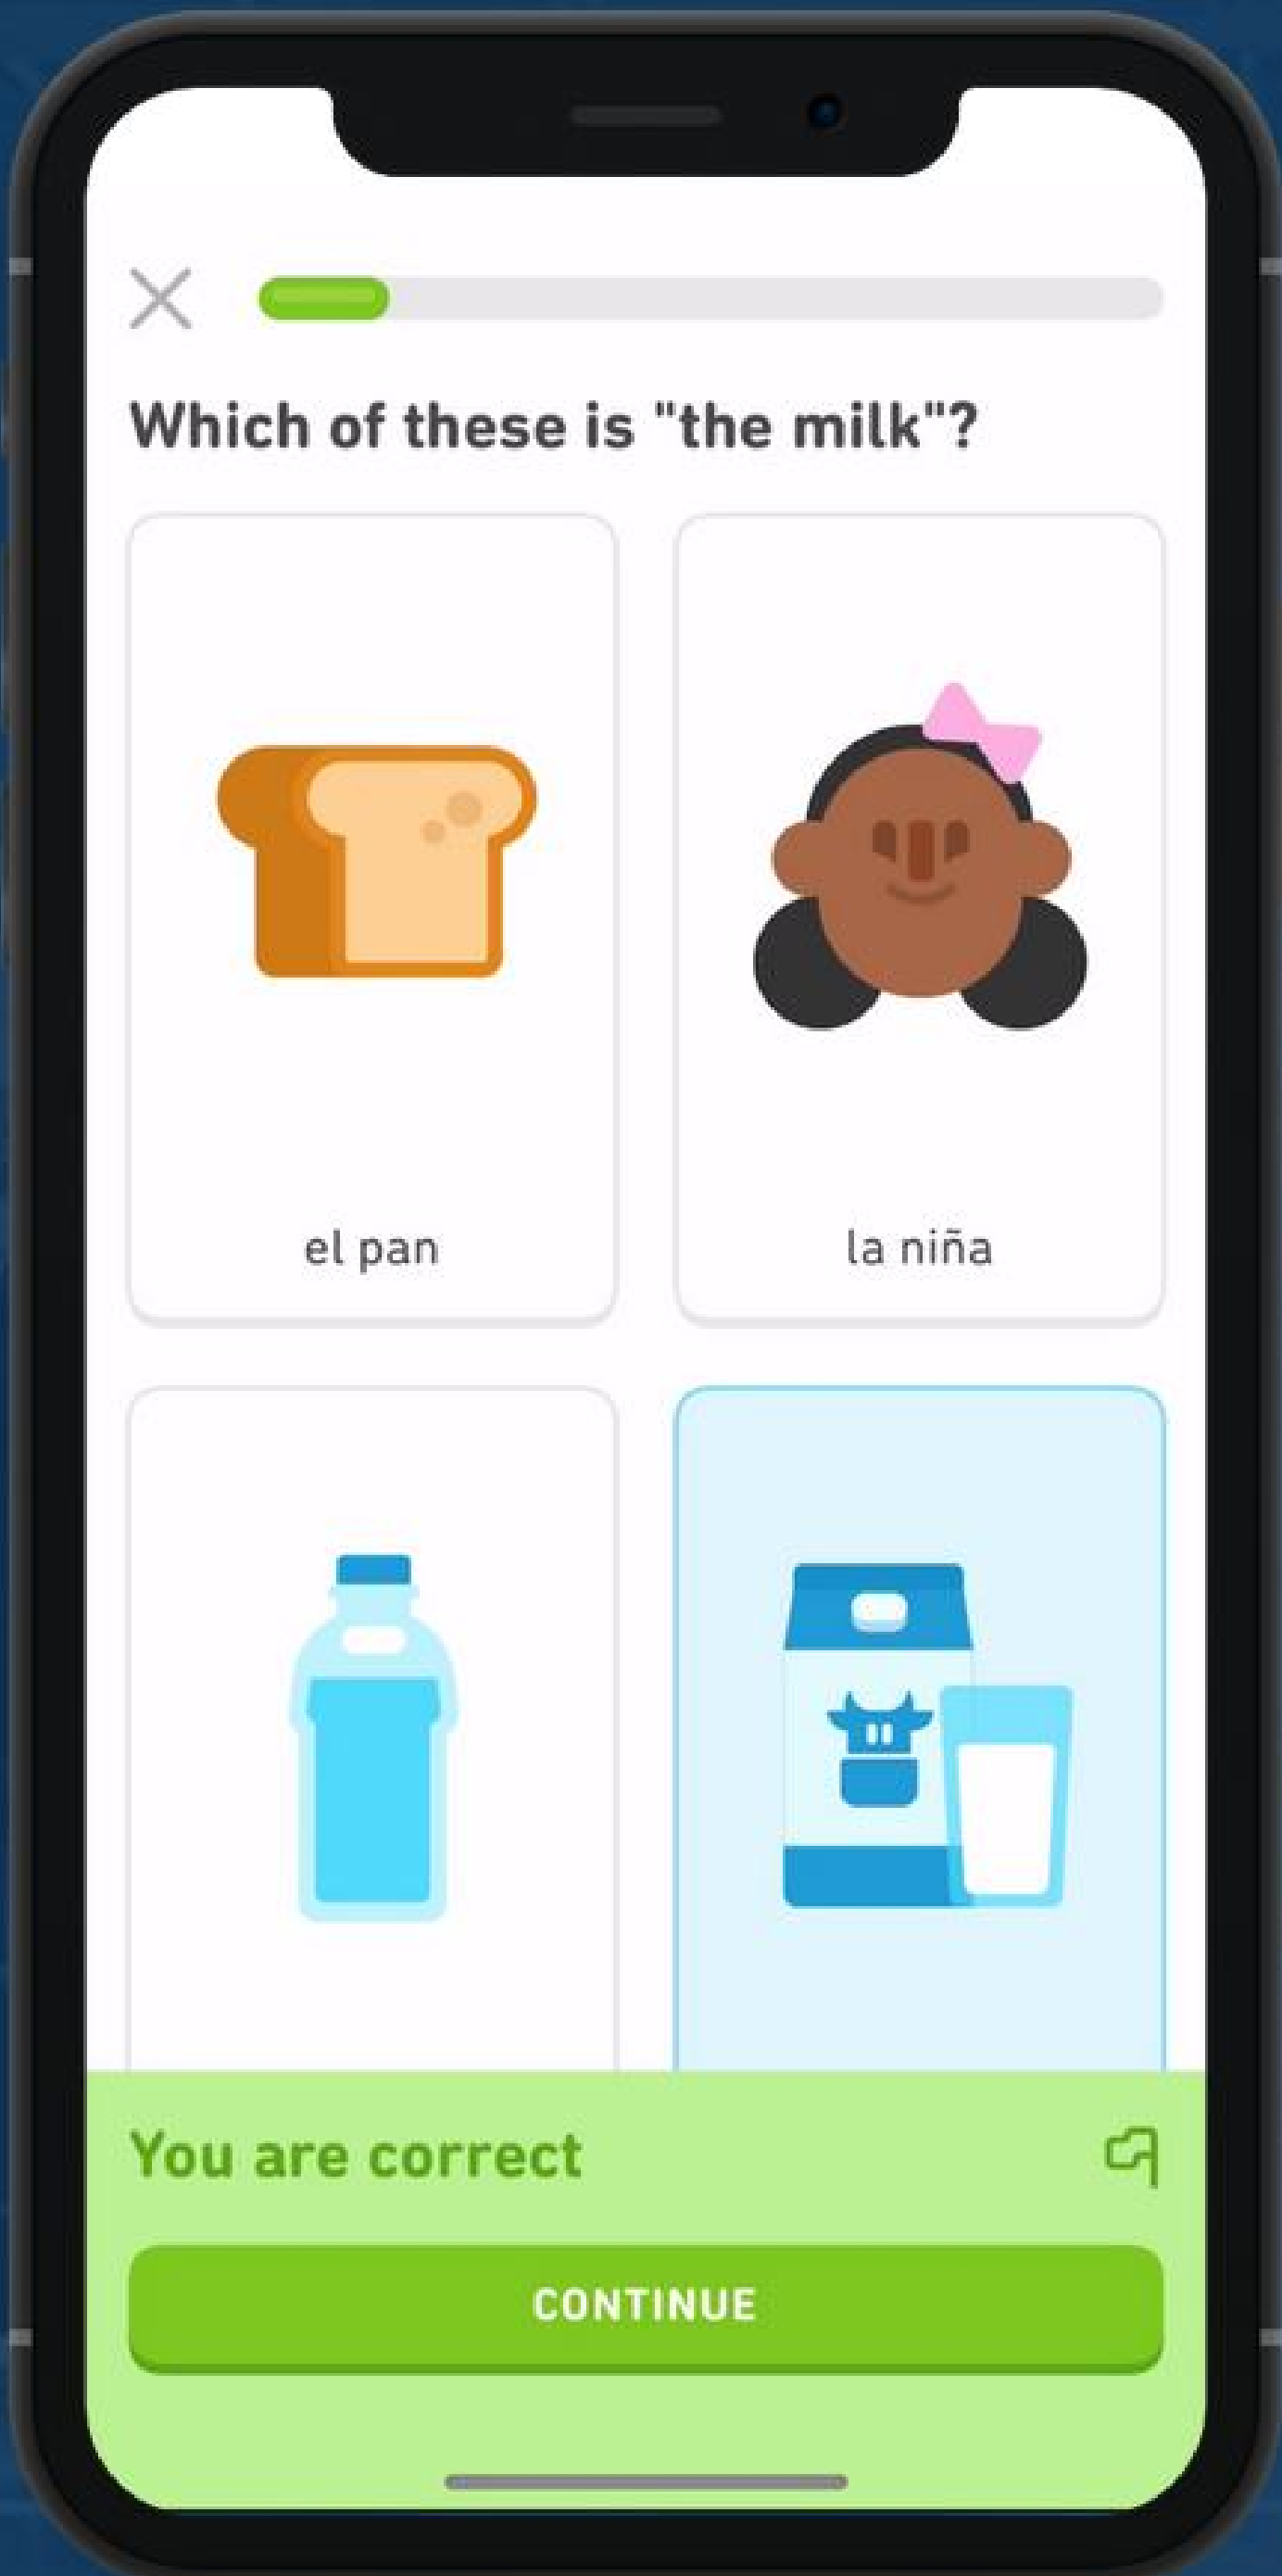 Which of these is "the milk"?
el pan
la niña
You are correct
CONTINUE